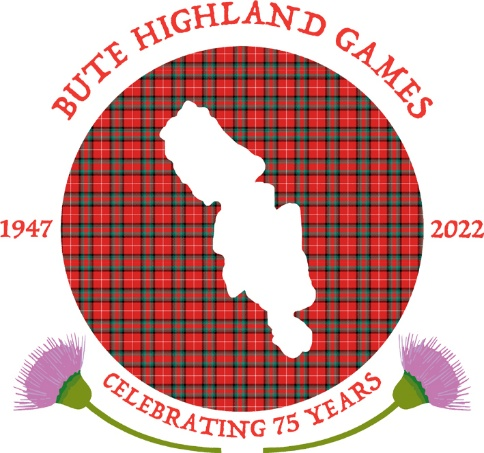 BUTE HIGHLAND GAMES
1947
2022
CELEBRATING 75 YEARS